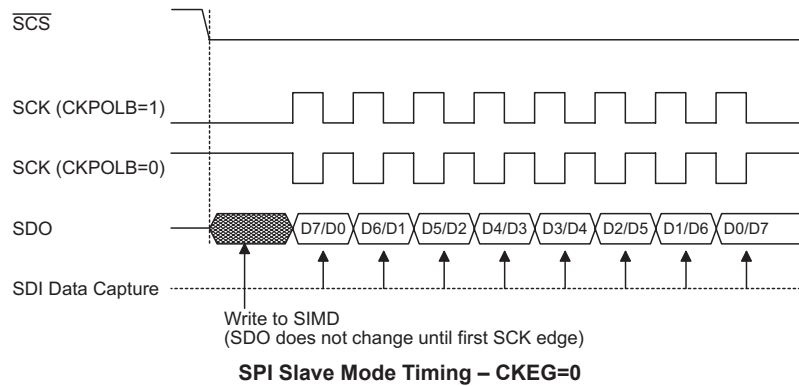 SCS
SCK (CKPOLB=1)
SCK (CKPOLB=0)
SDO
D7/D0 D6/D1 D5/D2 D4/D3 D3/D4 D2/D5 D1/D6 D0/D7
SDI Data Capture
Write to SIMD
(SDO does not change until first SCK edge)
SPI Slave Mode Timing – CKEG=0